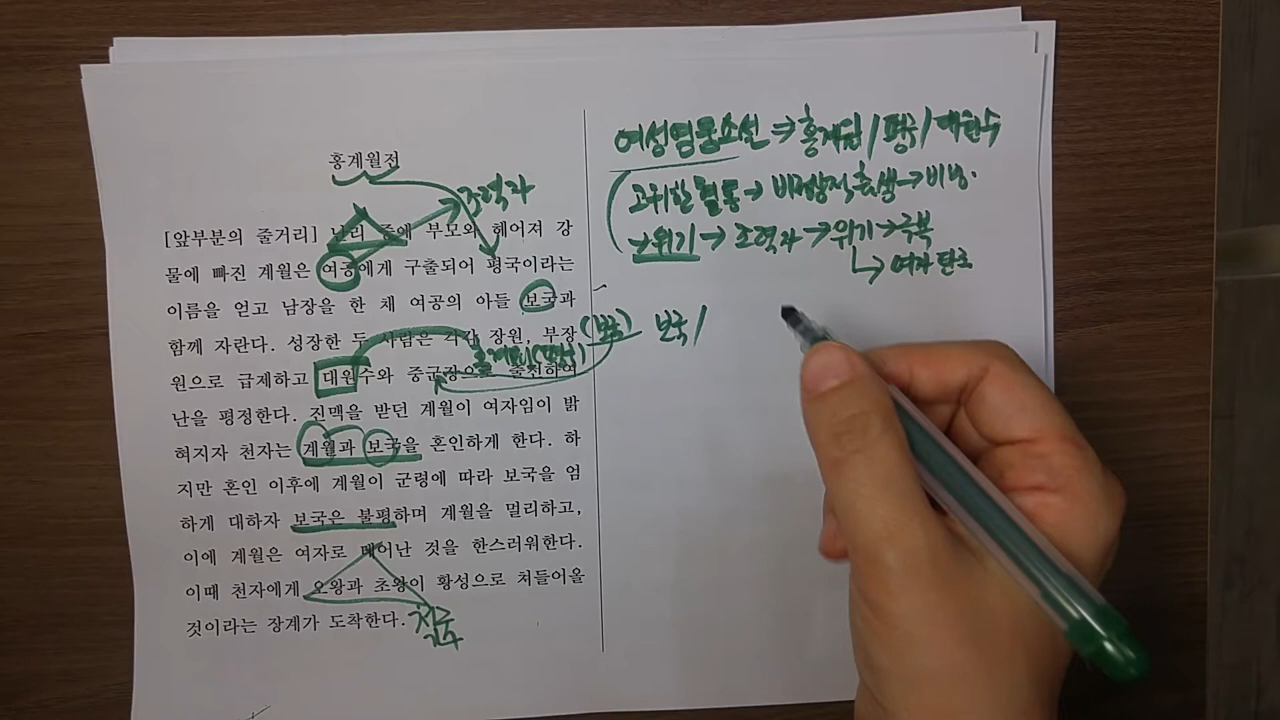 홍계월전
조력자
[앞부분의 줄거리] 난리 중에 부모와 헤어져 강
물에 빠진 계월은 여공에게 구출되어 평국이라는
이름을 얻고 남장을 한 채 여공의 아들 보국과
함께 자란다. 성장한 두 사람은 각각 장원, 부장
원으로 급제하고 대원수와 중군장으로 출전하여
난을 평정한다. 진맥을 받던 계월이 여자임이 밝
혀지자 천자는 계월과 보국을 혼인하게 한다. 하
지만 혼인 이후에 계월이 군령에 따라 보국을 엄
하게 대하자 보국은 불평하며 계월을 멀리하고,
이에 계월은 여자로 태어난 것을 한스러워한다.
이때 천자에게 오왕과 초왕이 황성으로 쳐들어올
것이라는 장계가 도착한다.
여성영웅소설 ⇒ 홍계월 / 평국 / 대원수
고귀한 혈통 → 비정상적 출생 → 비범.
→ 위기 → 조력자 → 위기 → 극복
↳ 여자 탄로
보국 /